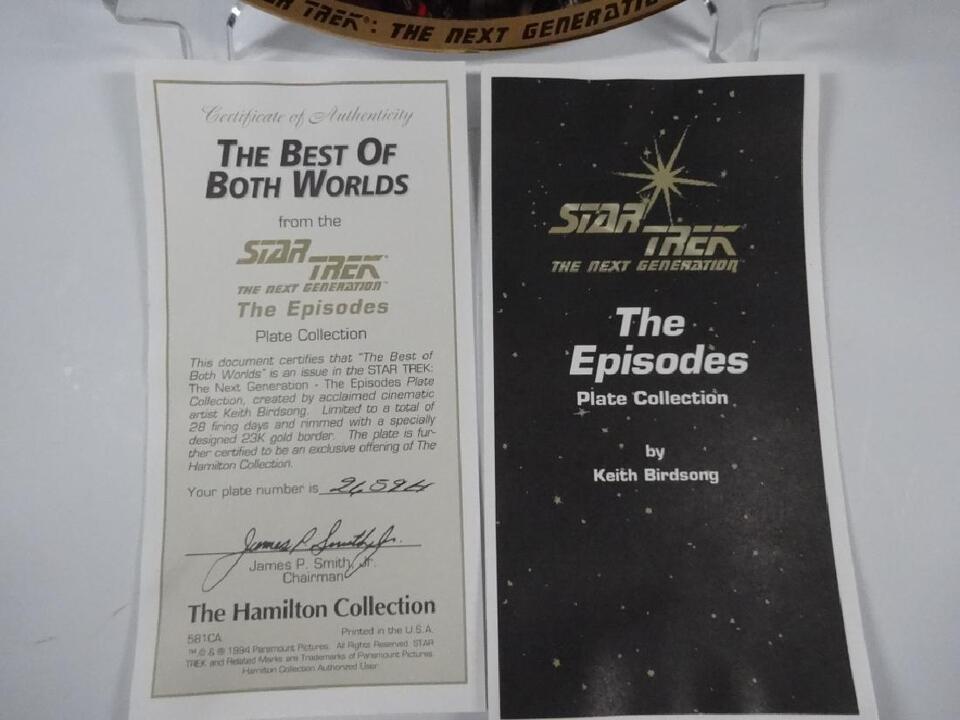 STAR TREK®: THE NEXT GENERATION
Certificate of Authenticity
THE BEST OF
BOTH WORLDS
from the
STAR
TREK®
THE NEXT GENERATION™
The Episodes
Plate Collection
This document certifies that "The Best of
Both Worlds" is an issue in the STAR TREK:
The Next Generation - The Episodes Plate
Collection, created by acclaimed cinematic
artist Keith Birdsong. Limited to a total of
28 firing days and rimmed with a specially
designed 23K gold border. The plate is fur-
ther certified to be an exclusive offering of The
Hamilton Collection.
Your plate number is
James P. Smith, Jr.
James P. Smith, Jr.
Chairman
The Hamilton Collection
581CA
Printed in the U.S.A.
™ © & ® 1994 Paramount Pictures. All Rights Reserved. STAR
TREK and Related Marks are Trademarks of Paramount Pictures.
Hamilton Collection Authorized User.
STAR
TREK®
THE NEXT GENERATION™
The
Episodes
Plate Collection
by
Keith Birdsong